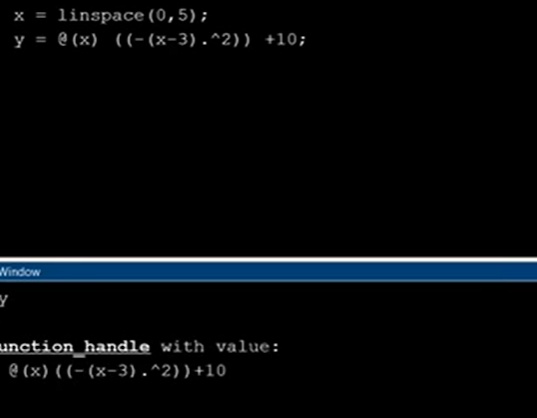 x = linspace(0,5);
y = @(x) ((-(x-3).^2)) +10;
Window
y
unction_handle with value:
@(x)((-(x-3).^2))+10